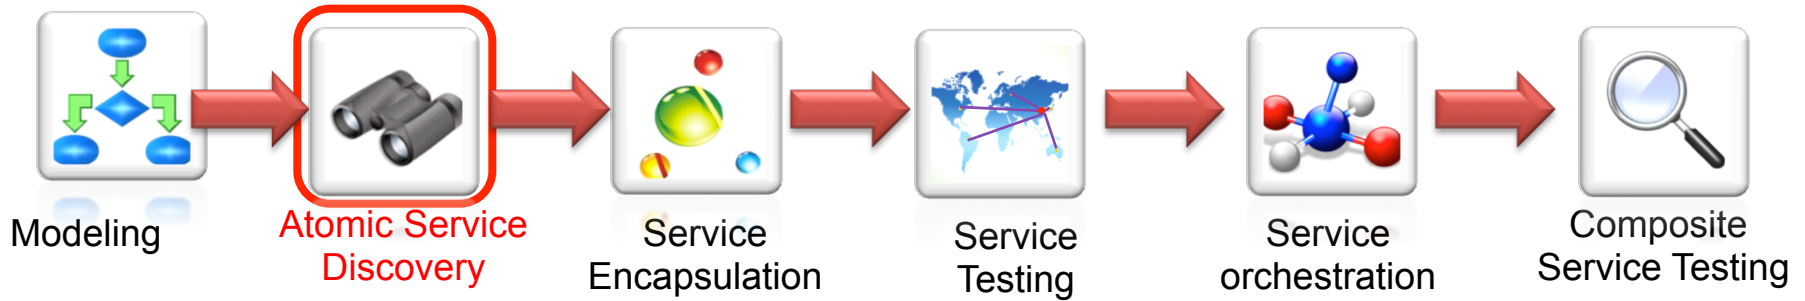 Modeling
Atomic Service
Discovery
Service
Encapsulation
Service
Testing
Service
orchestration
Composite
Service Testing